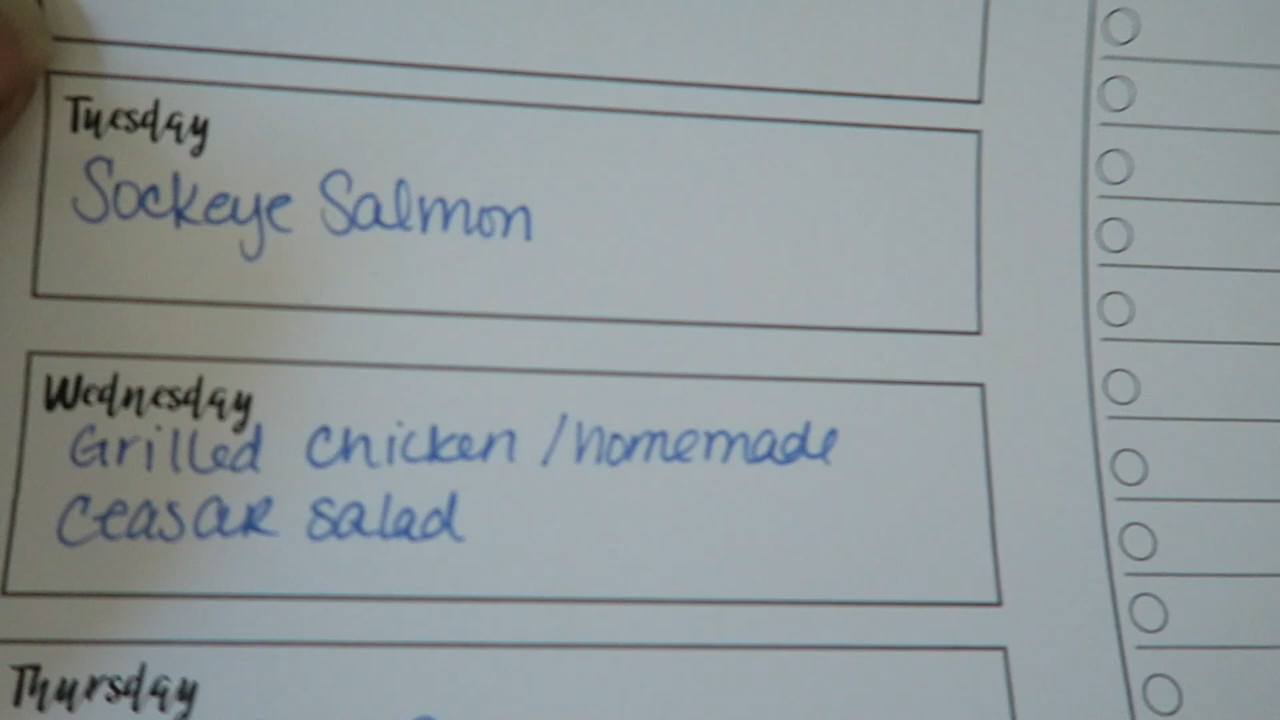 Tuesday
Sockeye Salmon
Wednesday
Grilled Chicken / homemade
Ceasar salad
Thursday